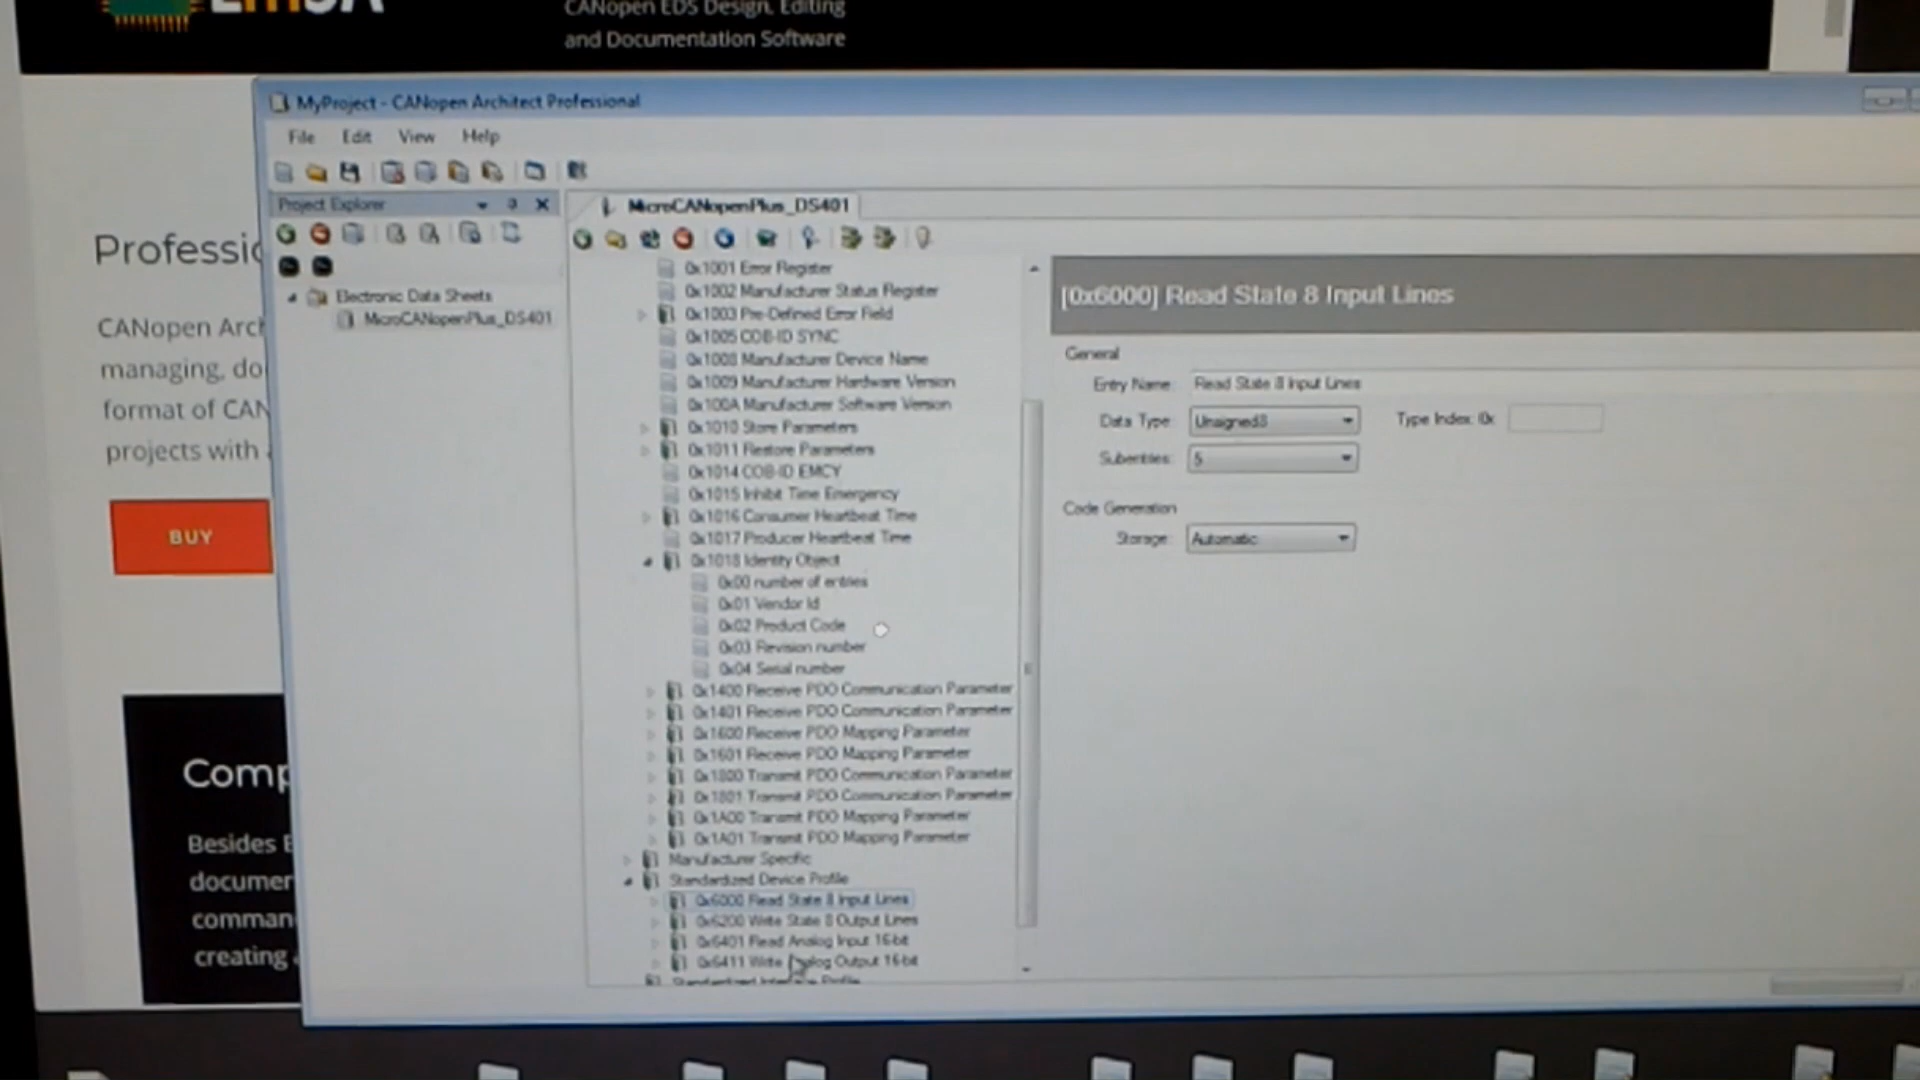 EmSA
CANopen EDS Design, Editing
and Documentation Software
MyProject - CANopen Architect Professional
File Edit View Help
Project Explorer
Electronic Data Sheets
MicroCANopenPlus_DS401
MicroCANopenPlus_DS401
0x1001 Error Register
0x1002 Manufacturer Status Register
0x1003 Pre-Defined Error Field
0x1005 COB-ID SYNC
0x1008 Manufacturer Device Name
0x1009 Manufacturer Hardware Version
0x100A Manufacturer Software Version
0x1010 Store Parameters
0x1011 Restore Parameters
0x1014 COB-ID EMCY
0x1015 Inhibit Time Emergency
0x1016 Consumer Heartbeat Time
0x1017 Producer Heartbeat Time
0x1018 Identity Object
0x00 number of entries
0x01 Vendor Id
0x02 Product Code
0x03 Revision number
0x04 Serial number
0x1400 Receive PDO Communication Parameter
0x1401 Receive PDO Communication Parameter
0x1600 Receive PDO Mapping Parameter
0x1601 Receive PDO Mapping Parameter
0x1800 Transmit PDO Communication Parameter
0x1801 Transmit PDO Communication Parameter
0x1A00 Transmit PDO Mapping Parameter
0x1A01 Transmit PDO Mapping Parameter
Manufacturer Specific
Standardized Device Profile
0x6000 Read State 8 Input Lines
0x6200 Write State 8 Output Lines
0x6401 Read Analog Input 16-bit
0x6411 Write Analog Output 16-bit
Standardized Interface Profile
[0x6000] Read State 8 Input Lines
General
Entry Name: Read State 8 Input Lines
Data Type: Unsigned8 Type Index: 0x
Subentries: 5
Code Generation
Storage: Automatic
Professio
CANopen Arch
managing, do
format of CAN
projects with
BUY
Comp
Besides E
documen
comman
creating